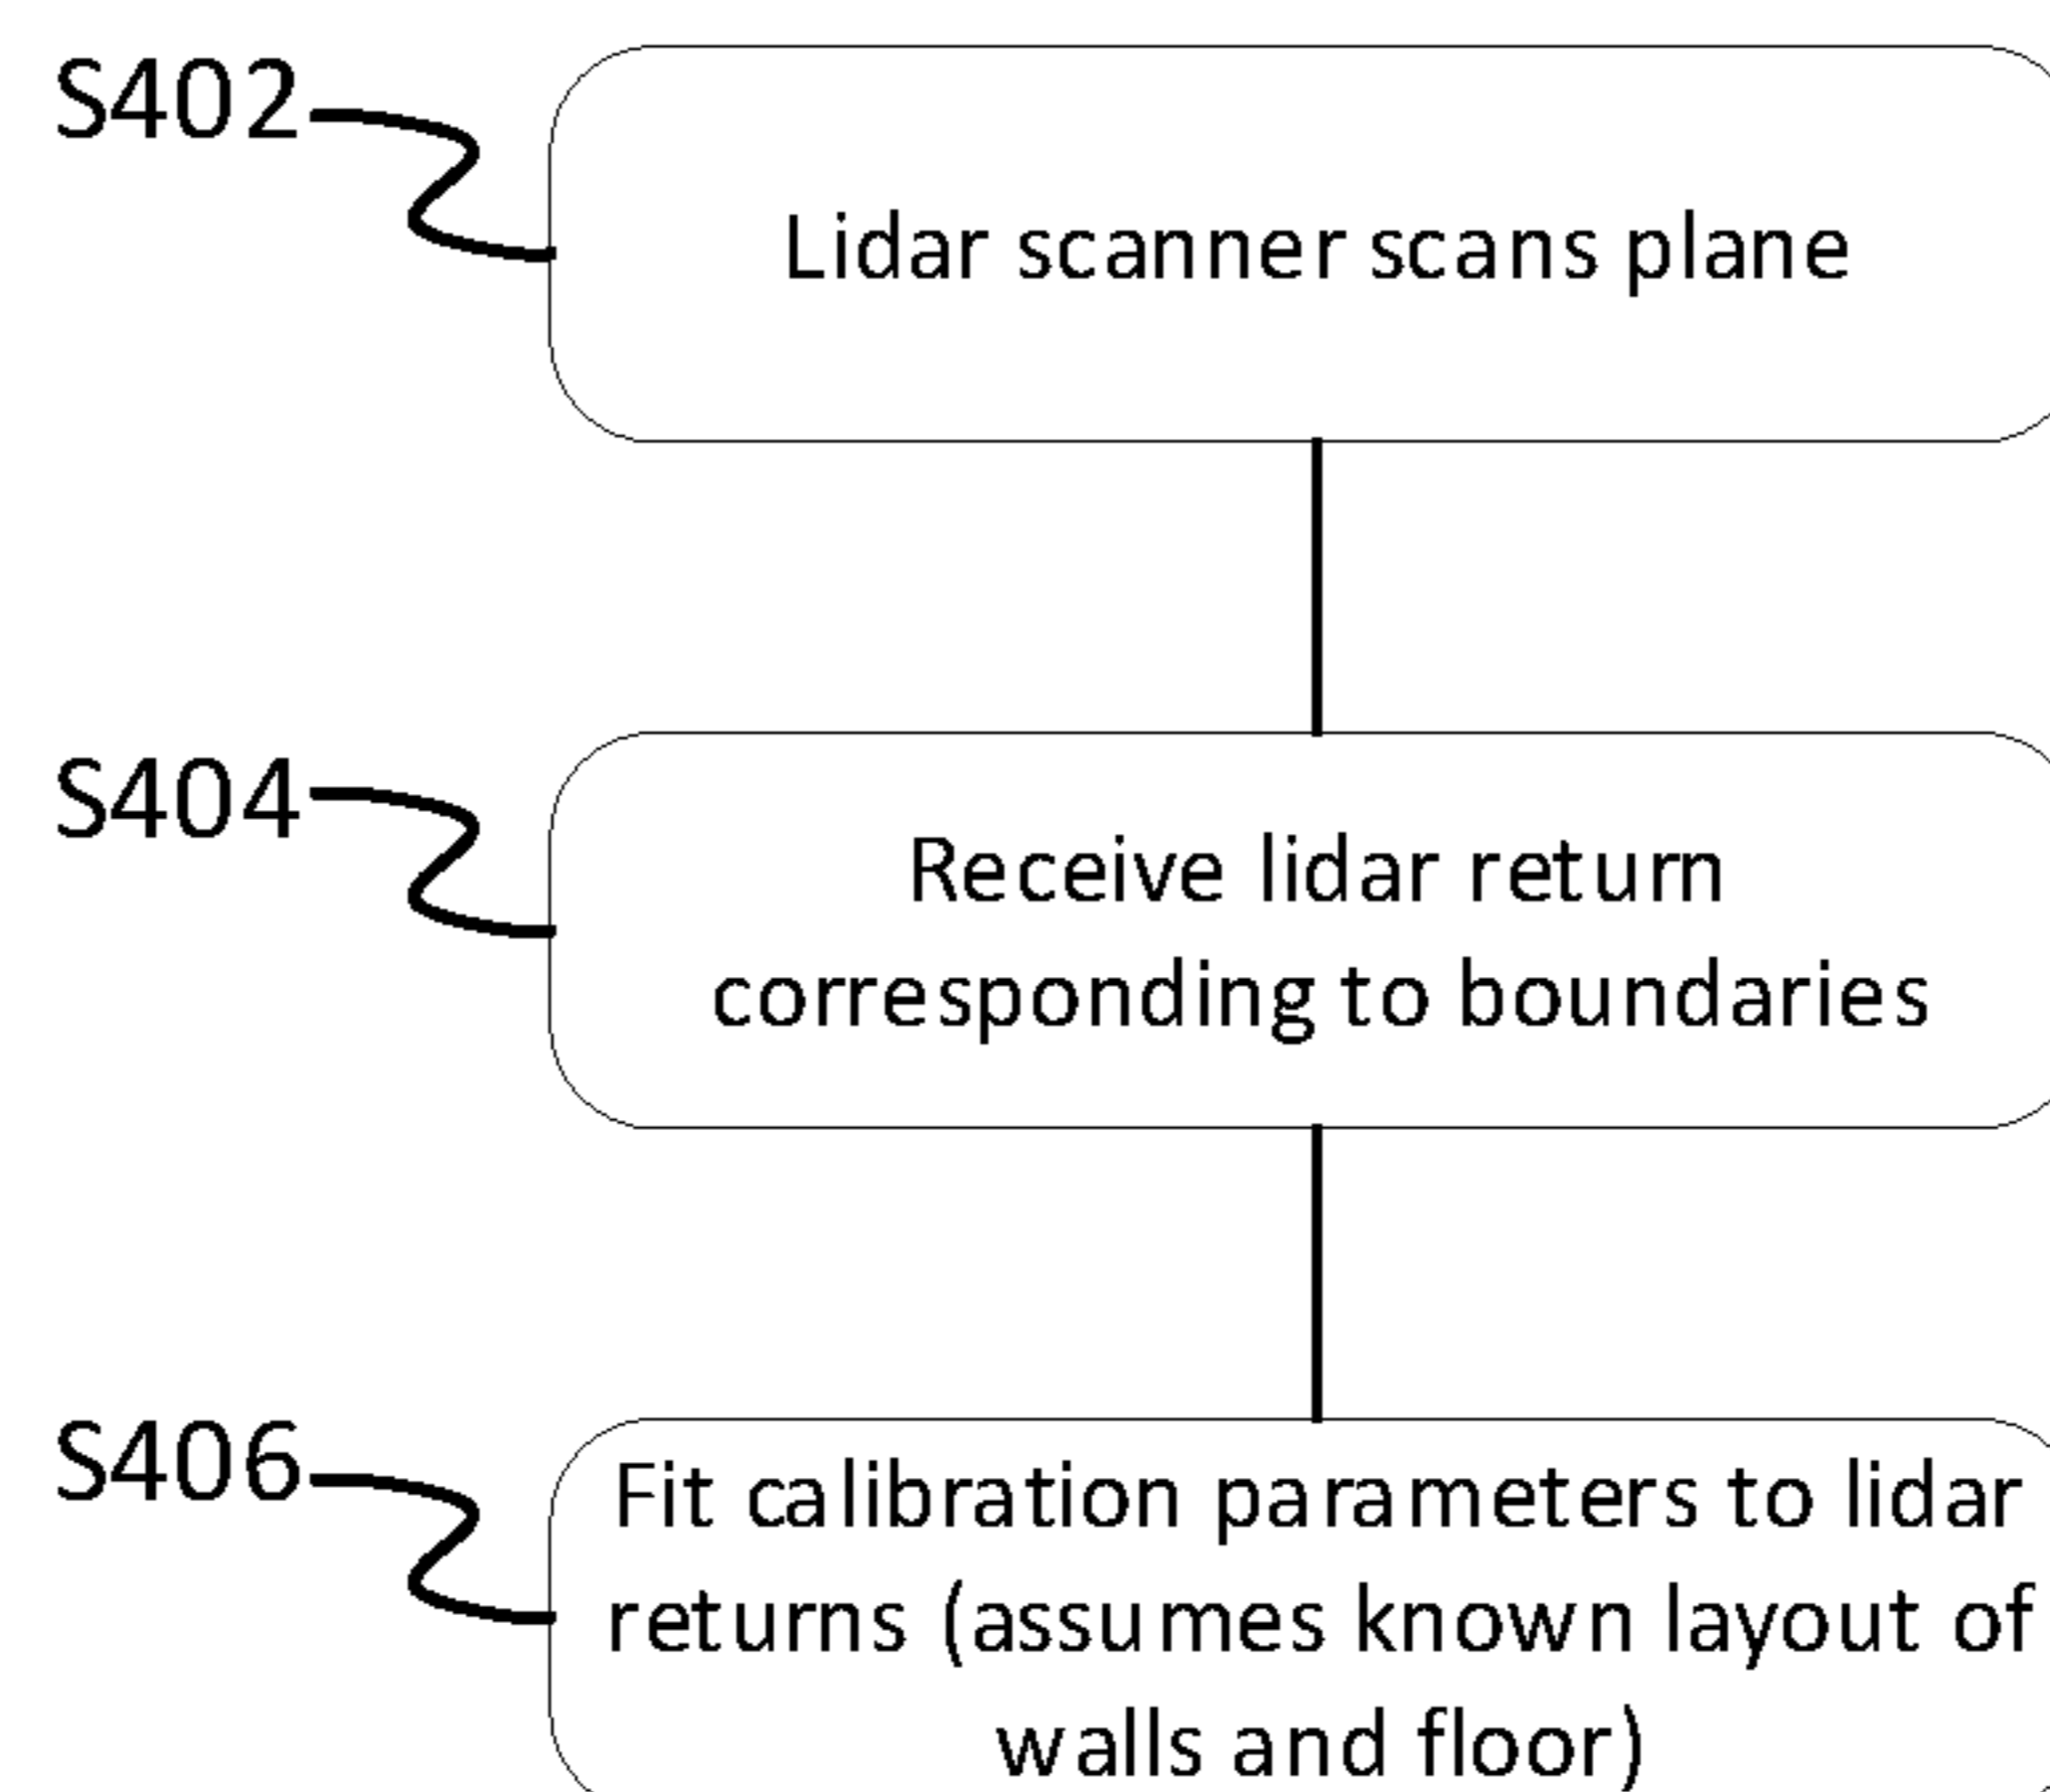 S402
Lidar scanner scans plane
S404
Receive lidar return
corresponding to boundaries
S406
Fit calibration parameters to lidar
returns (assumes known layout of
walls and floor)